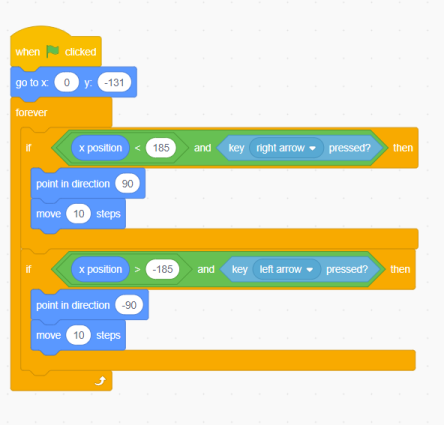 when clicked
go to x: 0 y: -131
forever
if x position < 185 and key right arrow pressed? then
point in direction 90
move 10 steps
if x position > -185 and key left arrow pressed? then
point in direction -90
move 10 steps